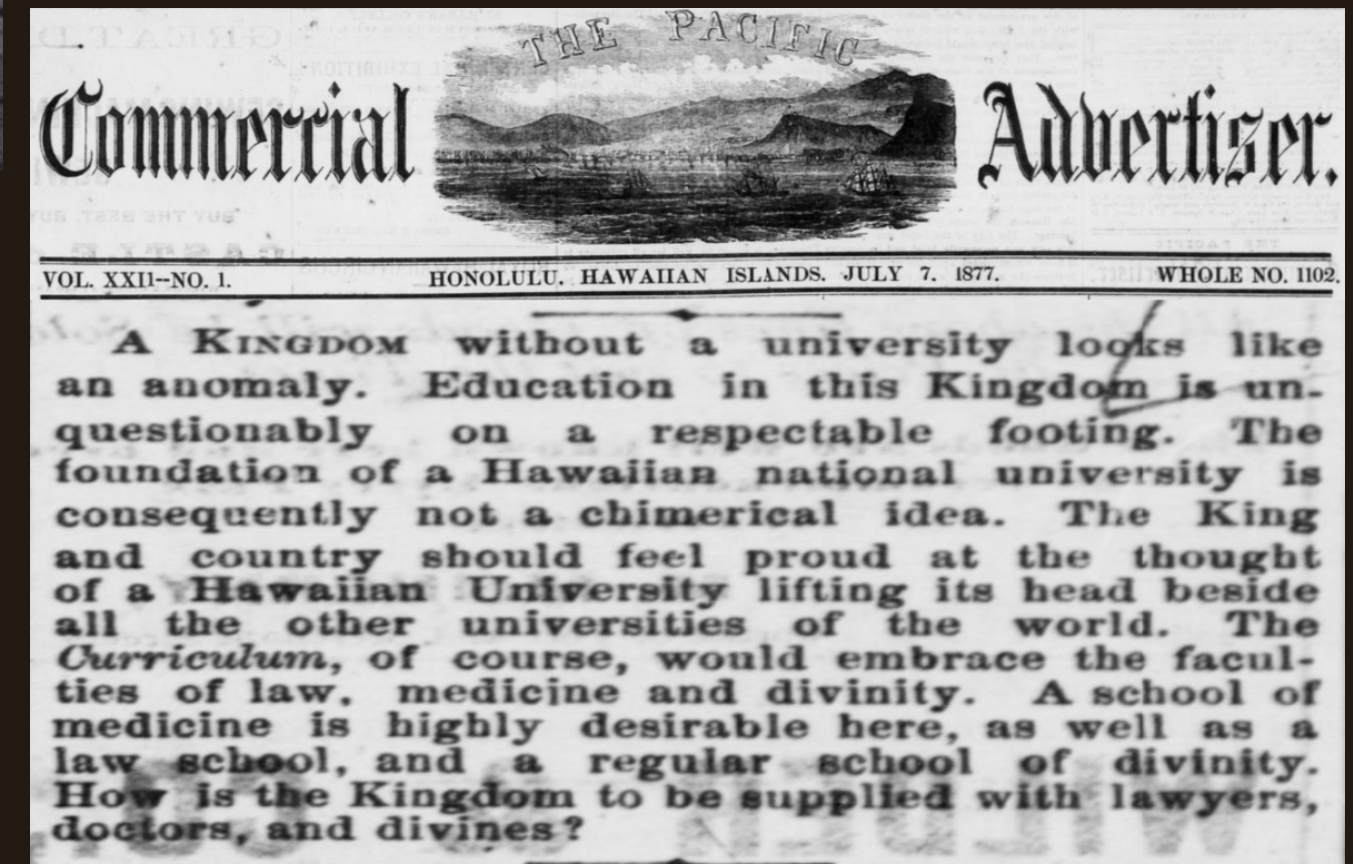 THE PACIFIC
Commercial Advertiser.
VOL. XXII--NO. 1. HONOLULU, HAWAIIAN ISLANDS. JULY 7. 1877. WHOLE NO. 1102.
A KINGDOM without a university looks like
an anomaly. Education in this Kingdom is un-
questionably on a respectable footing. The
foundation of a Hawaiian national university is
consequently not a chimerical idea. The King
and country should feel proud at the thought
of a Hawaiian University lifting its head beside
all the other universities of the world. The
Curriculum, of course, would embrace the facul-
ties of law, medicine and divinity. A school of
medicine is highly desirable here, as well as a
law school, and a regular school of divinity.
How is the Kingdom to be supplied with lawyers,
doctors, and divines?